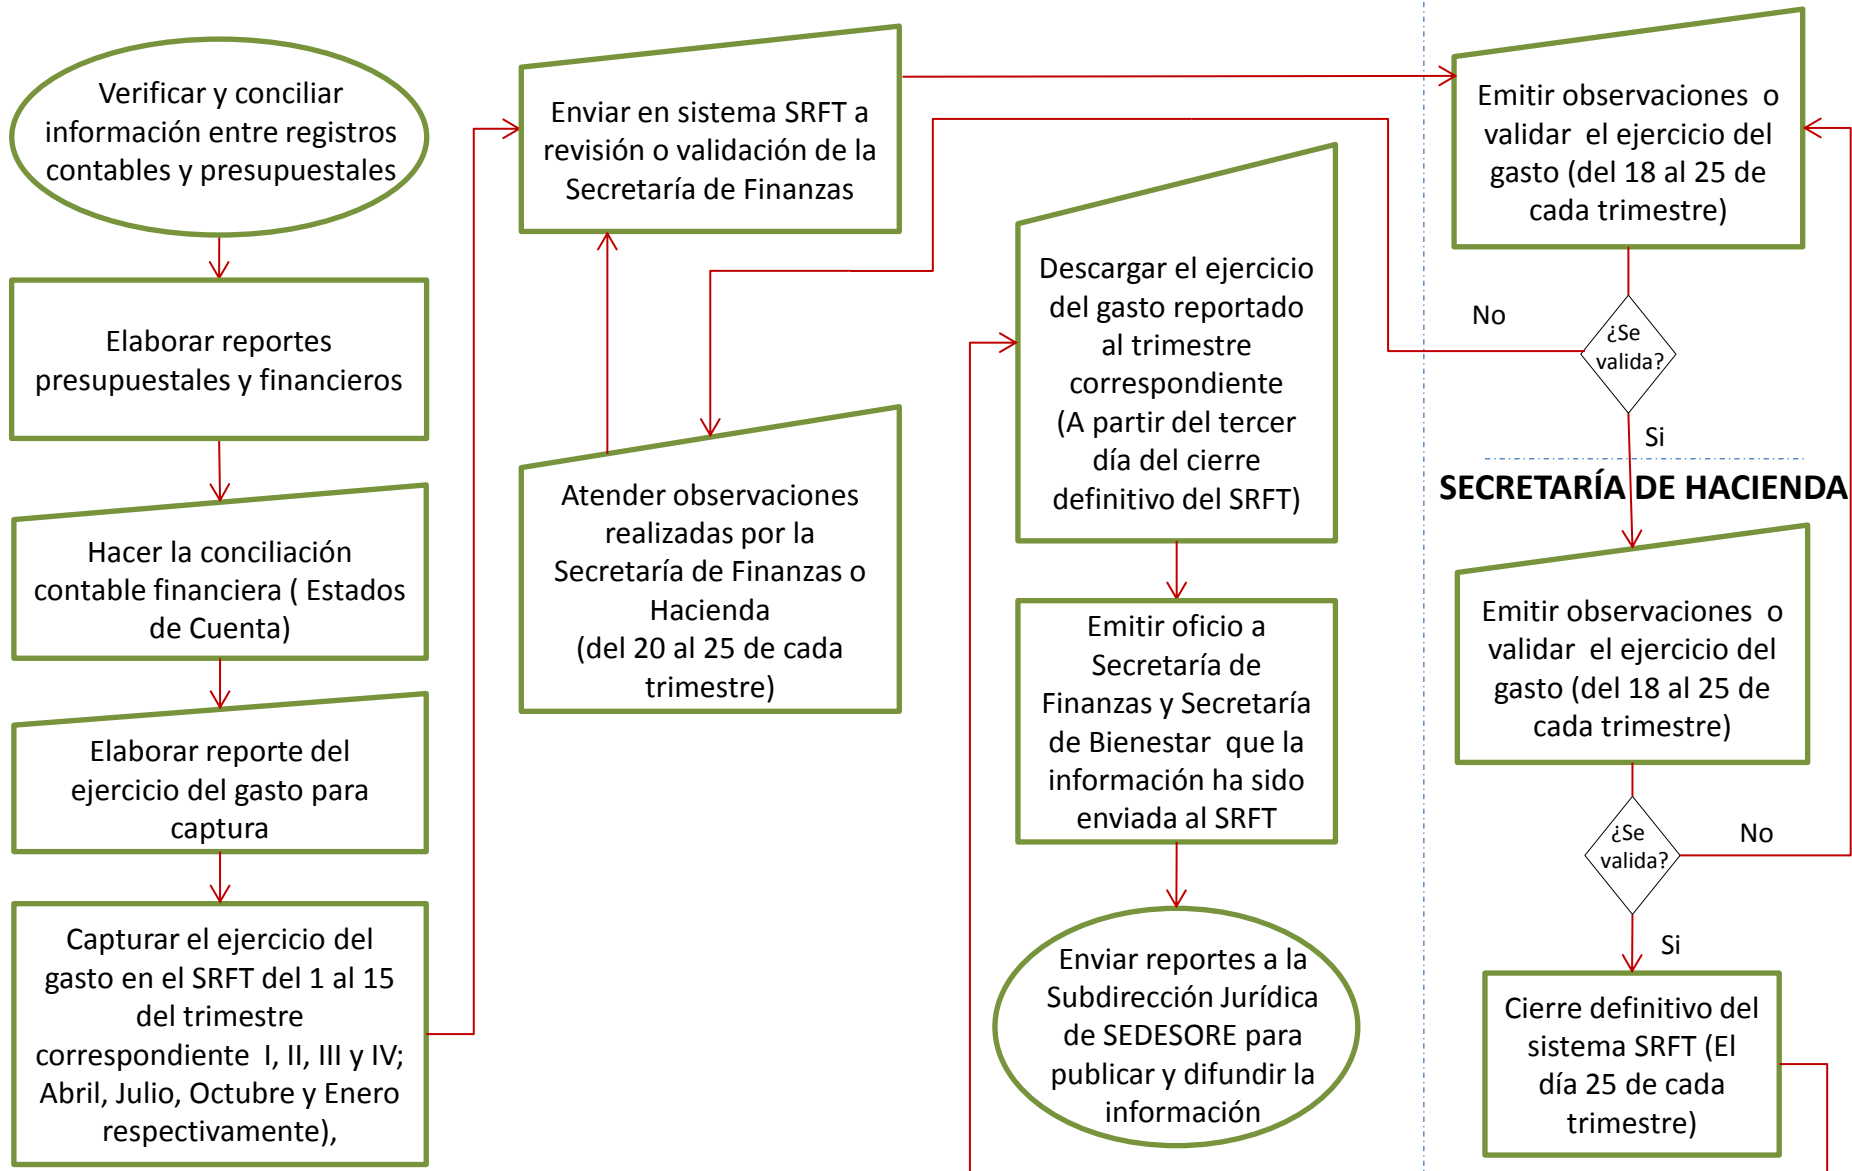 Verificar y conciliar
información entre registros
contables y presupuestales
Elaborar reportes
presupuestales y financieros
Hacer la conciliación
contable financiera ( Estados
de Cuenta)
Elaborar reporte del
ejercicio del gasto para
captura
Capturar el ejercicio del
gasto en el SRFT del 1 al 15
del trimestre
correspondiente I, II, III y IV;
Abril, Julio, Octubre y Enero
respectivamente),
Enviar en sistema SRFT a
revisión o validación de la
Secretaría de Finanzas
Atender observaciones
realizadas por la
Secretaría de Finanzas o
Hacienda
(del 20 al 25 de cada
trimestre)
Descargar el ejercicio
del gasto reportado
al trimestre
correspondiente
(A partir del tercer
día del cierre
definitivo del SRFT)
Emitir oficio a
Secretaría de
Finanzas y Secretaría
de Bienestar que la
información ha sido
enviada al SRFT
Enviar reportes a la
Subdirección Jurídica
de SEDESORE para
publicar y difundir la
información
Emitir observaciones o
validar el ejercicio del
gasto (del 18 al 25 de
cada trimestre)
No
¿Se
valida?
Si
SECRETARÍA DE HACIENDA
Emitir observaciones o
validar el ejercicio del
gasto (del 18 al 25 de
cada trimestre)
¿Se
valida?
No
Si
Cierre definitivo del
sistema SRFT (El
día 25 de cada
trimestre)